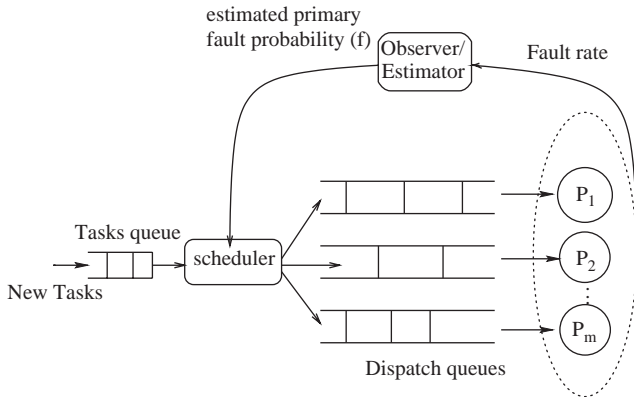 estimated primary
fault probability (f)
Observer/
Estimator
Fault rate
Tasks queue
New Tasks
scheduler
Dispatch queues
P1
P2
Pm